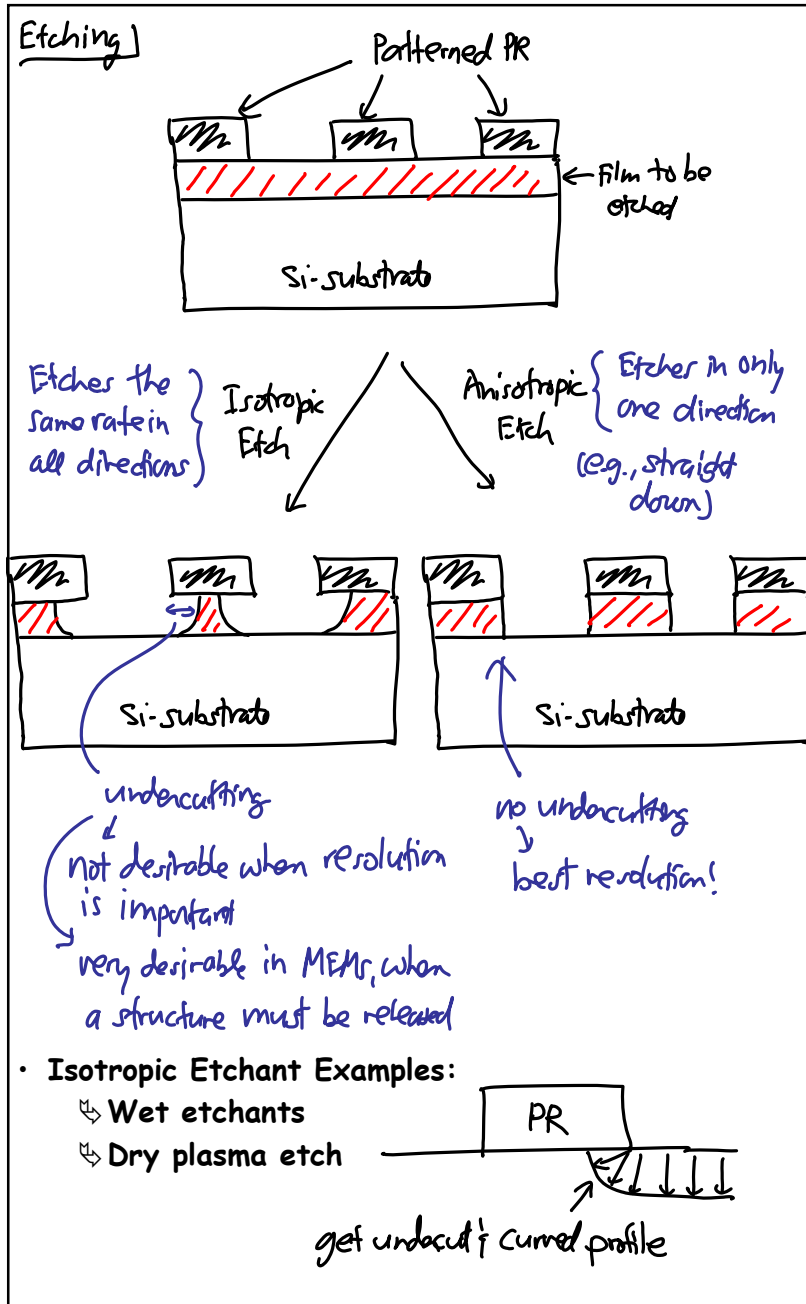 Etching
Patterned PR
Film to be
etched
Si-substrate
Etches the
same rate in
all directions
Isotropic
Etch
Anisotropic
Etch
Etches in only
one direction
(e.g., straight
down)
Si-substrate
Si-substrate
undercutting
not desirable when resolution
is important
very desirable in MEMS, when
a structure must be released
no undercutting
best resolution!
• Isotropic Etchant Examples:
↳ Wet etchants
↳ Dry plasma etch
PR
get undercut & curved profile